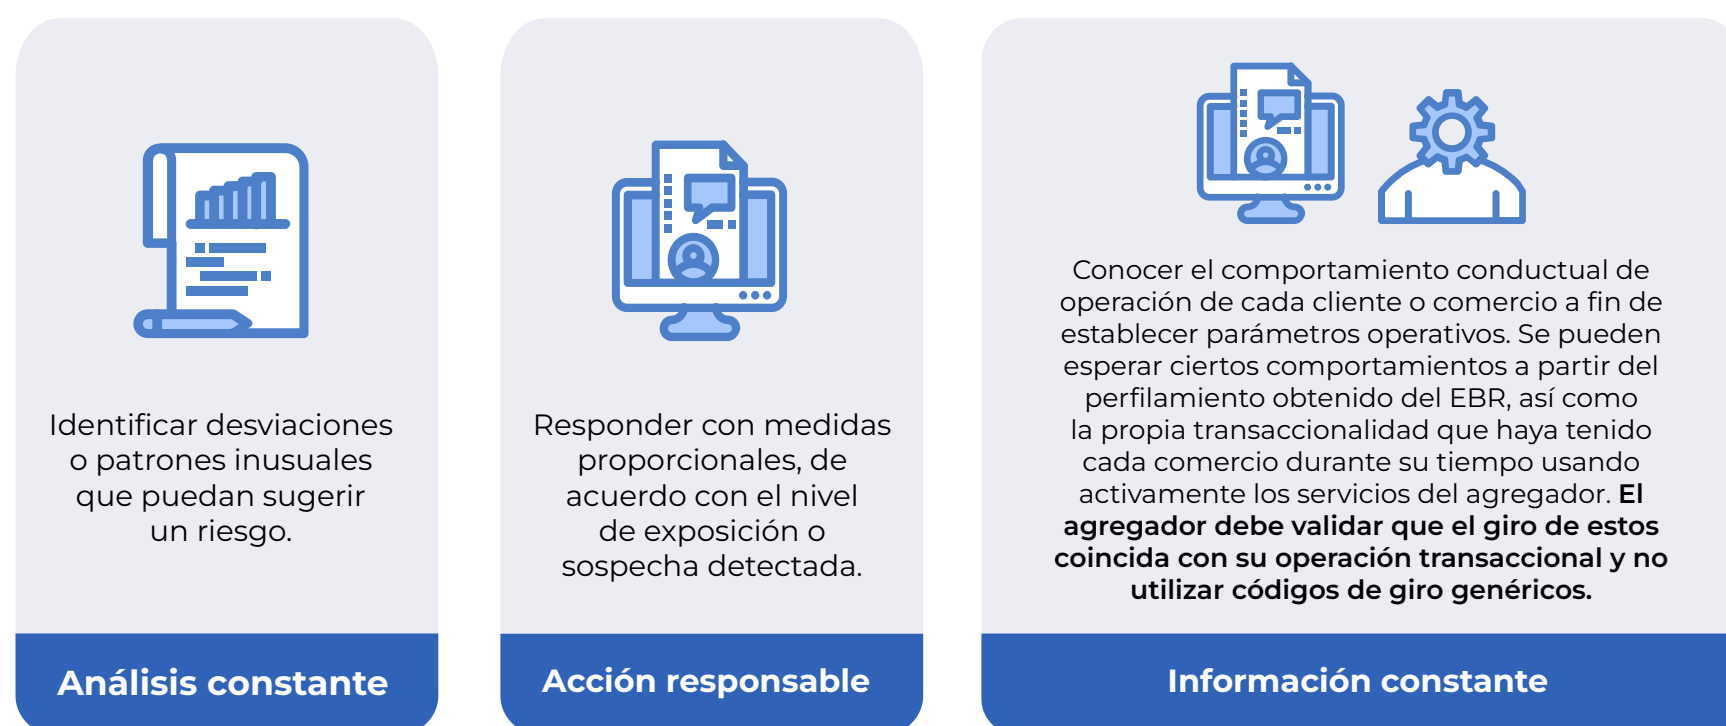 Identificar desviaciones
o patrones inusuales
que puedan sugerir
un riesgo.
Análisis constante
Responder con medidas
proporcionales, de
acuerdo con el nivel
de exposición o
sospecha detectada.
Acción responsable
Conocer el comportamiento conductual de
operación de cada cliente o comercio a fin de
establecer parámetros operativos. Se pueden
esperar ciertos comportamientos a partir del
perfilamiento obtenido del EBR, así como
la propia transaccionalidad que haya tenido
cada comercio durante su tiempo usando
activamente los servicios del agregador. El
agregador debe validar que el giro de estos
coincida con su operación transaccional y no
utilizar códigos de giro genéricos.
Información constante